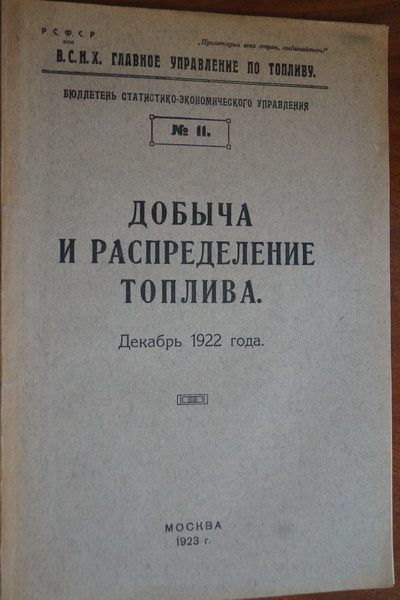 Р. С. Ф. С. Р.
„Пролетарии всех стран, соединяйтесь!“
В. С. Н. Х. ГЛАВНОЕ УПРАВЛЕНИЕ ПО ТОПЛИВУ.
БЮЛЛЕТЕНЬ СТАТИСТИКО-ЭКОНОМИЧЕСКОГО УПРАВЛЕНИЯ
№ 11.
ДОБЫЧА
И РАСПРЕДЕЛЕНИЕ
ТОПЛИВА.
Декабрь 1922 года.
МОСКВА
1923 г.